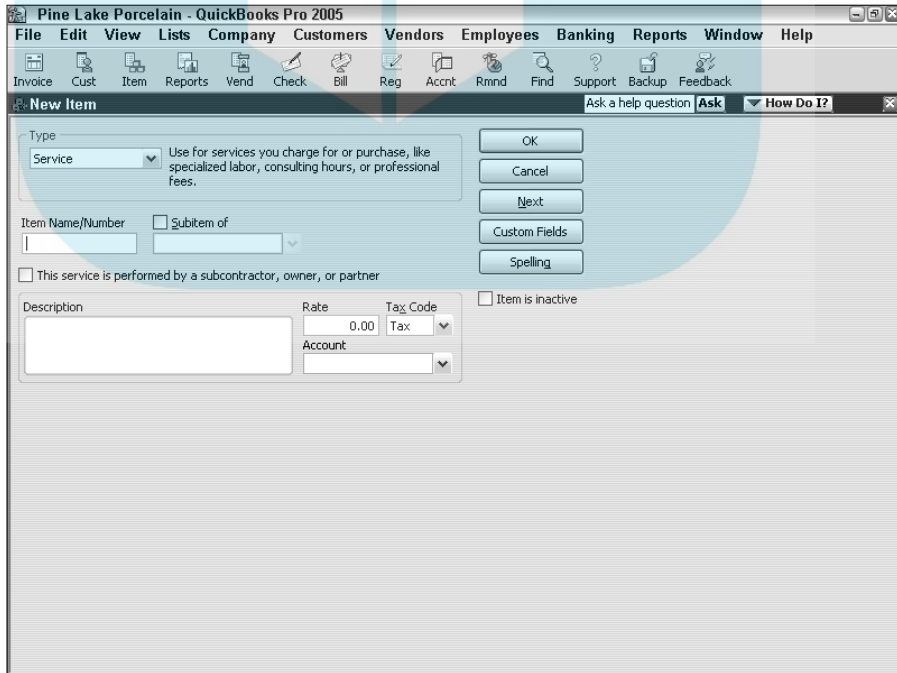 Pine Lake Porcelain - QuickBooks Pro 2005
File Edit View Lists Company Customers Vendors Employees Banking Reports Window Help
Invoice Cust Item Reports Vend Check Bill Reg Accnt Rmnd Find Support Backup Feedback
New Item Ask a help question Ask How Do I?
Type
Service
Use for services you charge for or purchase, like
specialized labor, consulting hours, or professional
fees.
OK
Cancel
Next
Custom Fields
Spelling
Item is inactive
Item Name/Number Subitem of
This service is performed by a subcontractor, owner, or partner
Description Rate Tax Code
0.00 Tax
Account